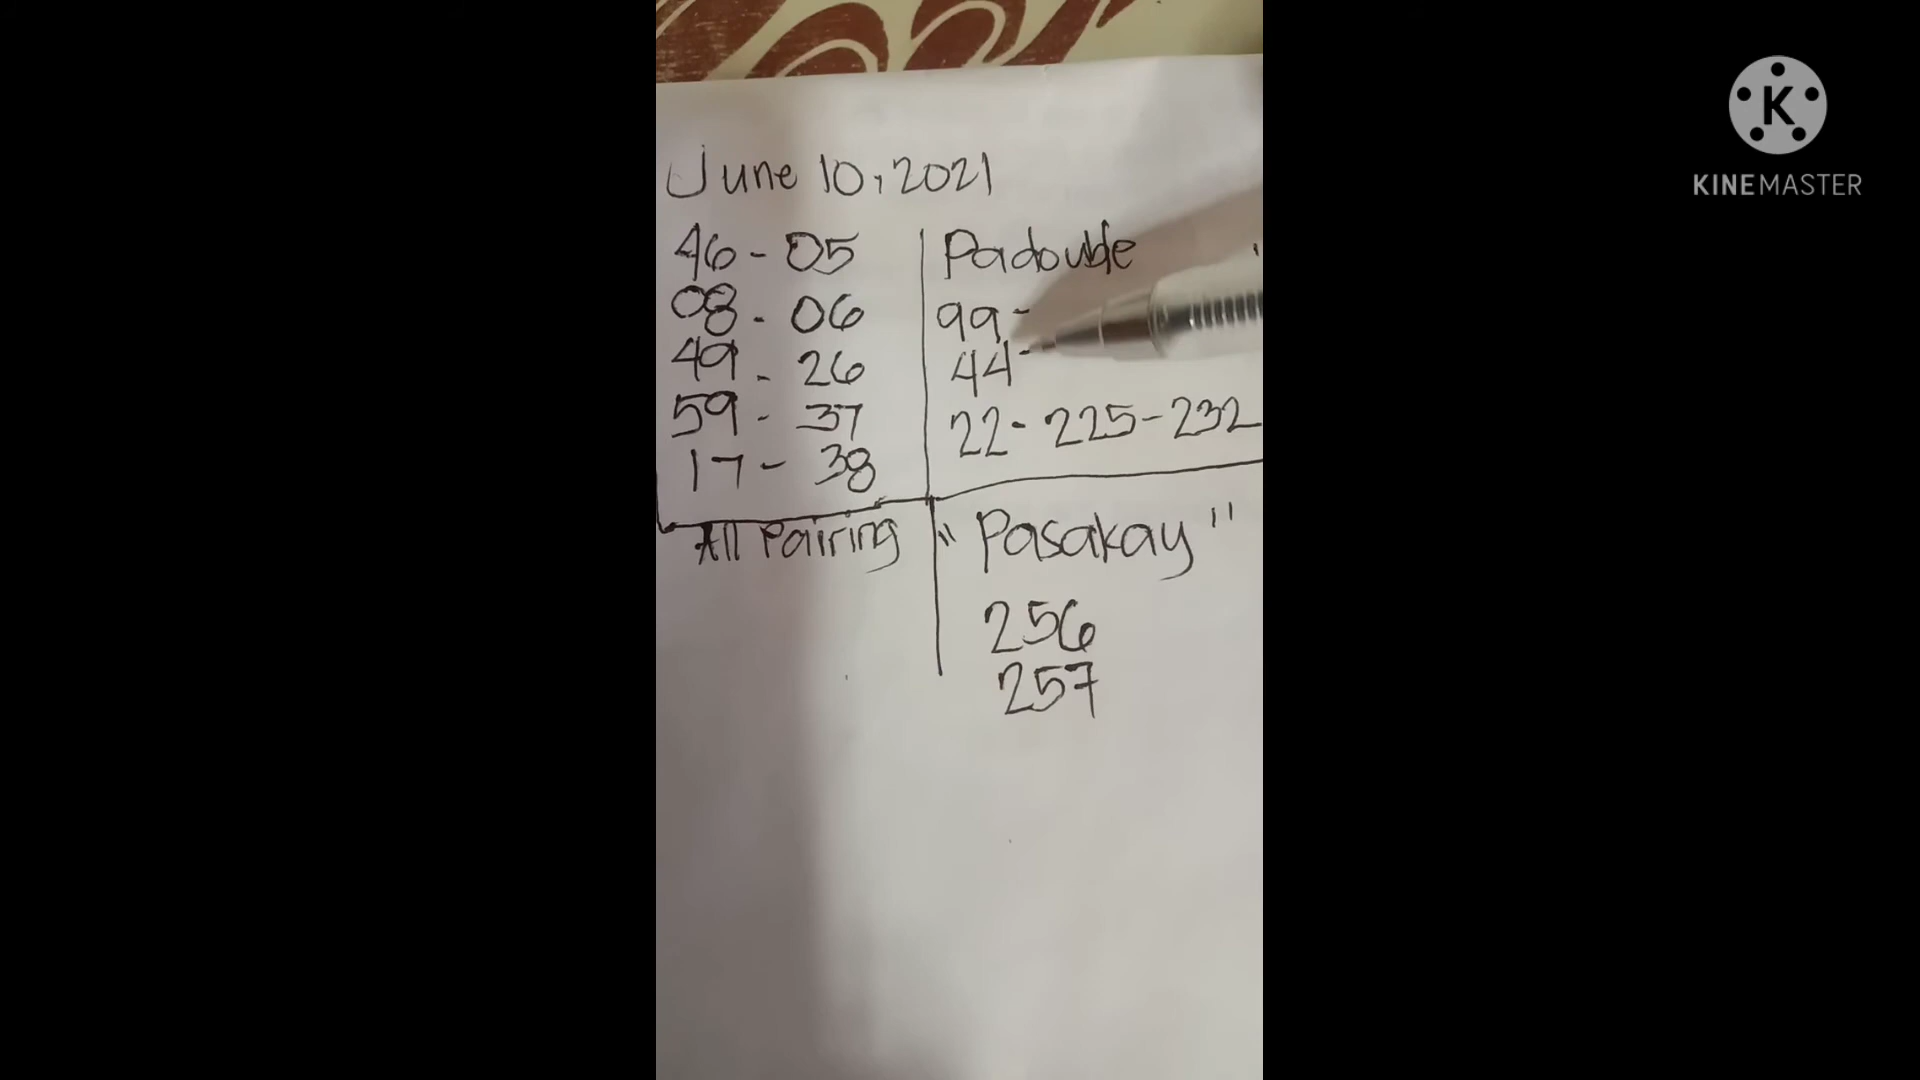 June 10, 2021
46 - 05
08 - 06
49 - 26
59 - 37
17 - 38
All Pairing
Padouble
99 -
44 -
22 - 225 - 232
"Pasakay"
256
257
K
KINEMASTER